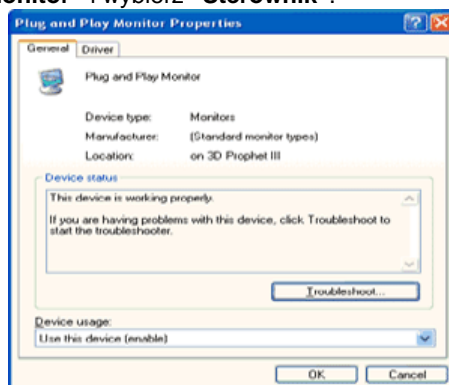 Monitor" i wybierz "Sterownik".
Plug and Play Monitor Properties
General Driver
Plug and Play Monitor
Device type: Monitors
Manufacturer: (Standard monitor types)
Location: on 3D Prophet III
Device status
This device is working properly.
If you are having problems with this device, click Troubleshoot to
start the troubleshooter.
Troubleshoot...
Device usage:
Use this device (enable)
OK Cancel